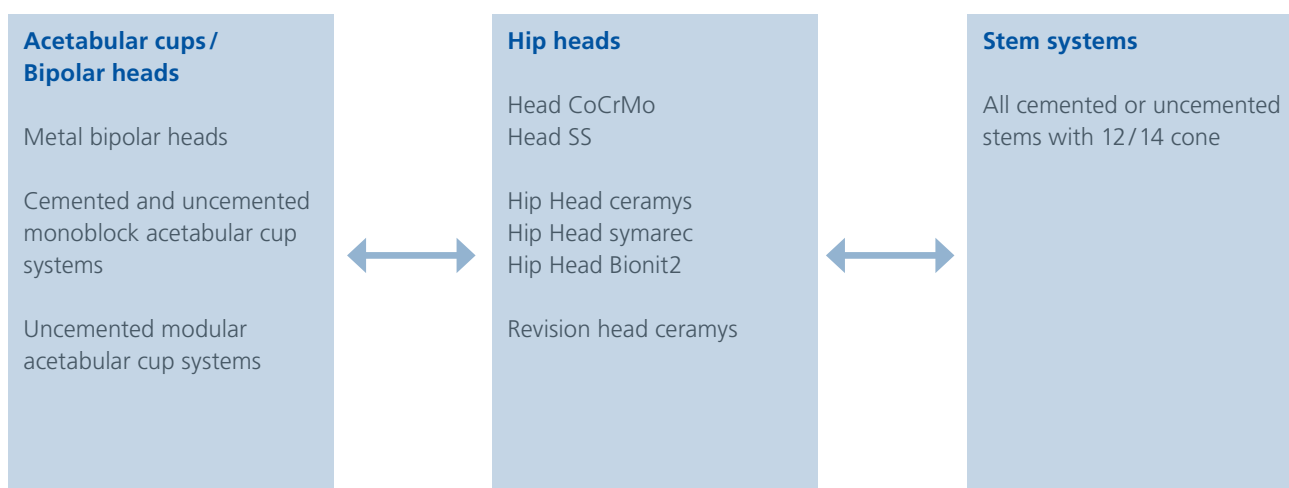 Acetabular cups/
Bipolar heads
Metal bipolar heads
Cemented and uncemented
monoblock acetabular cup
systems
Uncemented modular
acetabular cup systems
Hip heads
Head CoCrMo
Head SS
Hip Head ceramys
Hip Head symarec
Hip Head Bionit2
Revision head ceramys
Stem systems
All cemented or uncemented
stems with 12/14 cone